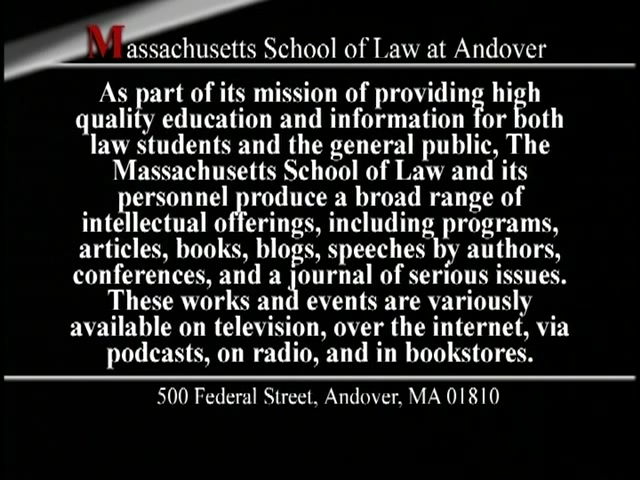 Massachusetts School of Law at Andover
As part of its mission of providing high
quality education and information for both
law students and the general public, The
Massachusetts School of Law and its
personnel produce a broad range of
intellectual offerings, including programs,
articles, books, blogs, speeches by authors,
conferences, and a journal of serious issues.
These works and events are variously
available on television, over the internet, via
podcasts, on radio, and in bookstores.
500 Federal Street, Andover, MA 01810